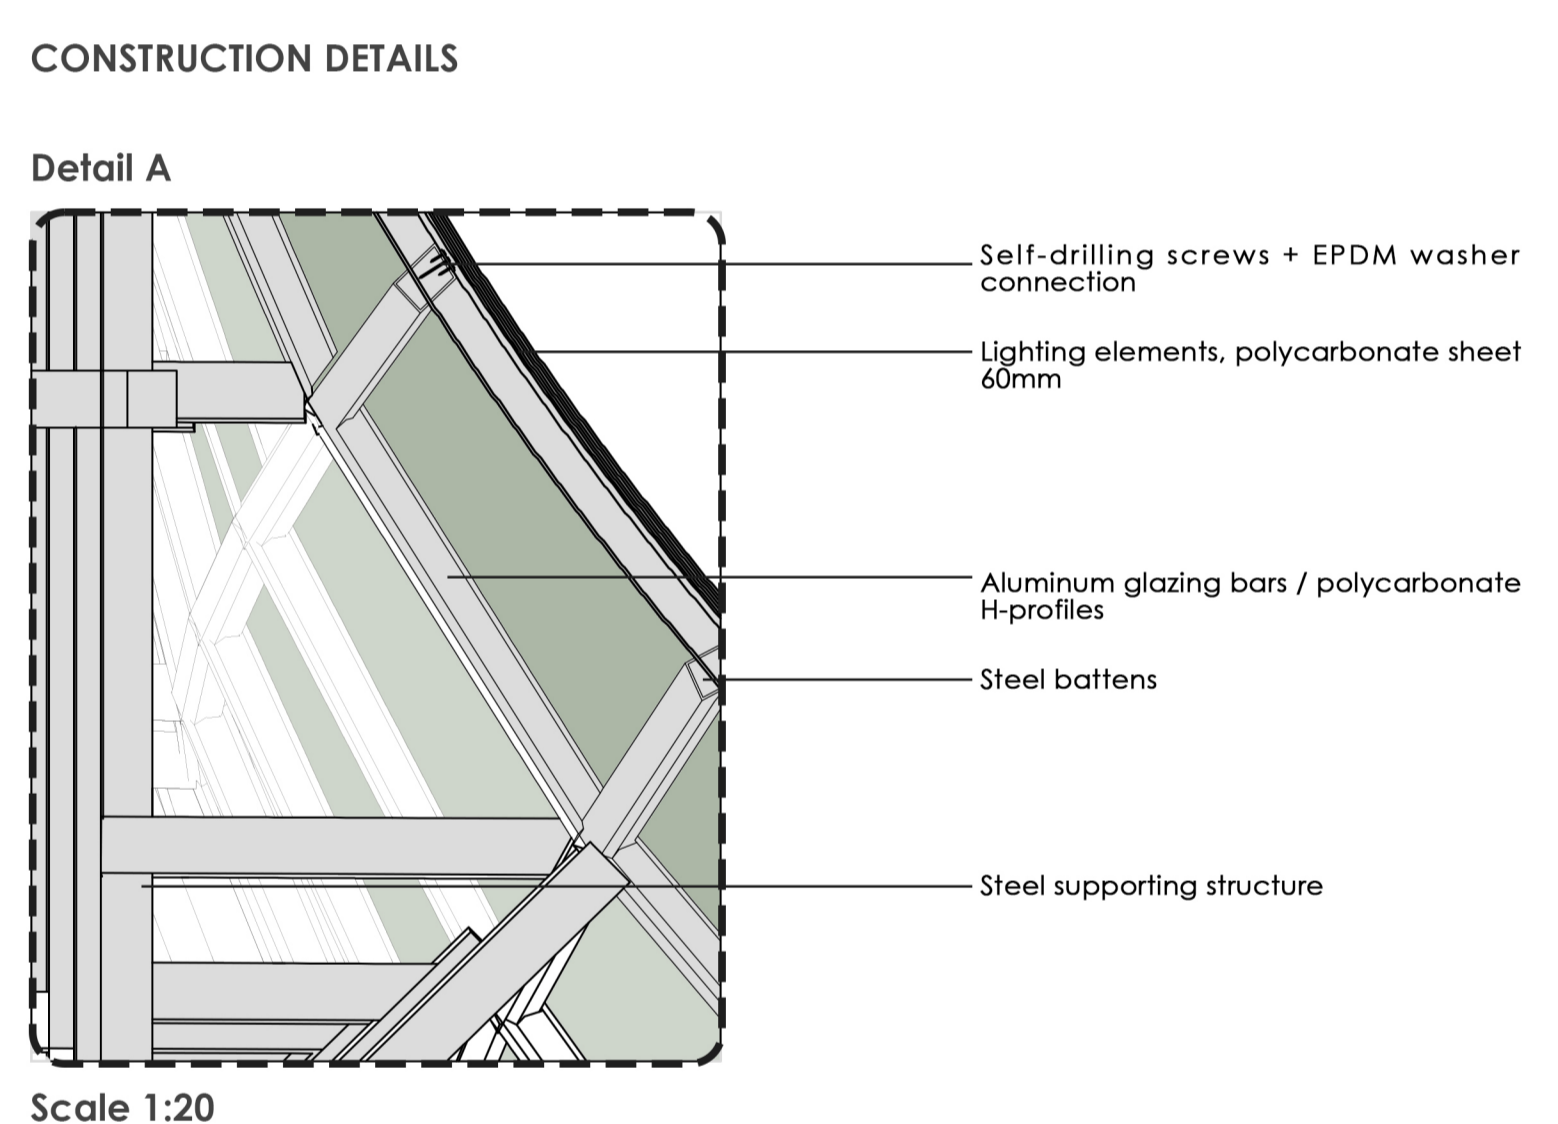 CONSTRUCTION DETAILS
Detail A
Self-drilling screws + EPDM washer
connection
Lighting elements, polycarbonate sheet
60mm
Aluminum glazing bars / polycarbonate
H-profiles
Steel battens
Steel supporting structure
Scale 1:20